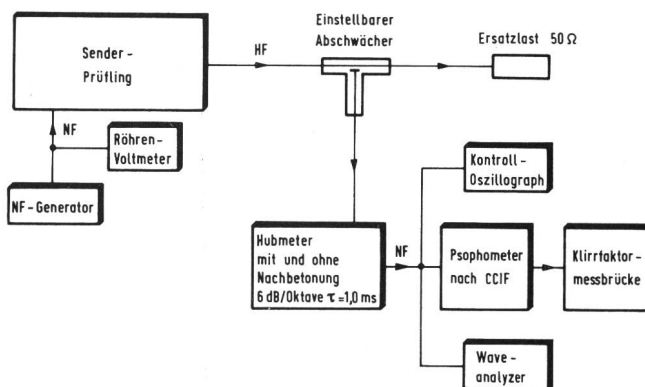 Sender-
Prüfling
HF
Einstellbarer
Abschwächer
Ersatzlast 50 Ω
NF
Röhren-
Voltmeter
NF-Generator
Hubmeter
mit und ohne
Nachbetonung
6 dB/Oktave τ=1,0 ms
NF
Kontroll-
Oszillograph
Psophometer
nach CCIF
Klirrfaktor-
messbrücke
Wave-
analyzer